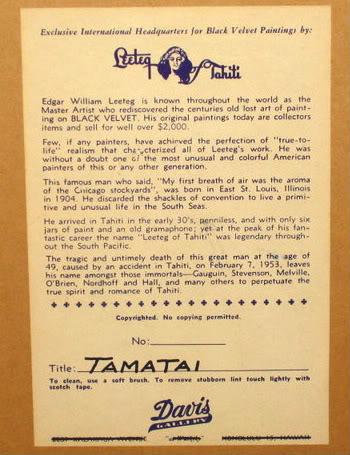 Exclusive International Headquarters for Black Velvet Paintings by:
Leeteg of Tahiti
Edgar William Leeteg is known throughout the world as the
Master Artist who rediscovered the centuries old lost art of paint-
ing on BLACK VELVET. His original paintings today are collectors
items and sell for well over $2,000.
Few, if any painters, have achieved the perfection of "true-to-
life" realism that characterized all of Leeteg's work. He was
without a doubt one of the most unusual and colorful American
painters of this or any other generation.
This famous man who said, "My first breath of air was the aroma
of the Chicago stockyards", was born in East St. Louis, Illinois
in 1904. He discarded the shackles of convention to live a primi-
tive and unusual life in the South Seas.
He arrived in Tahiti in the early 30's, penniless, and with only six
jars of paint and an old gramaphone; yet at the peak of his fan-
tastic career the name "Leeteg of Tahiti" was legendary through-
out the South Pacific.
The tragic and untimely death of this great man at the age of
49, caused by an accident in Tahiti, on February 7, 1953, leaves
his name amongst those immortals—Gauguin, Stevenson, Melville,
O'Brien, Nordhoff and Hall, and many others to perpetuate the
true spirit and romance of Tahiti.
Copyrighted. No copying permitted.
No:
Title: TAMATAI
To clean, use a soft brush. To remove stubborn lint touch lightly with
scotch tape.
Davis
GALLERY
AVENUE HONOLULU 15, HAWAII